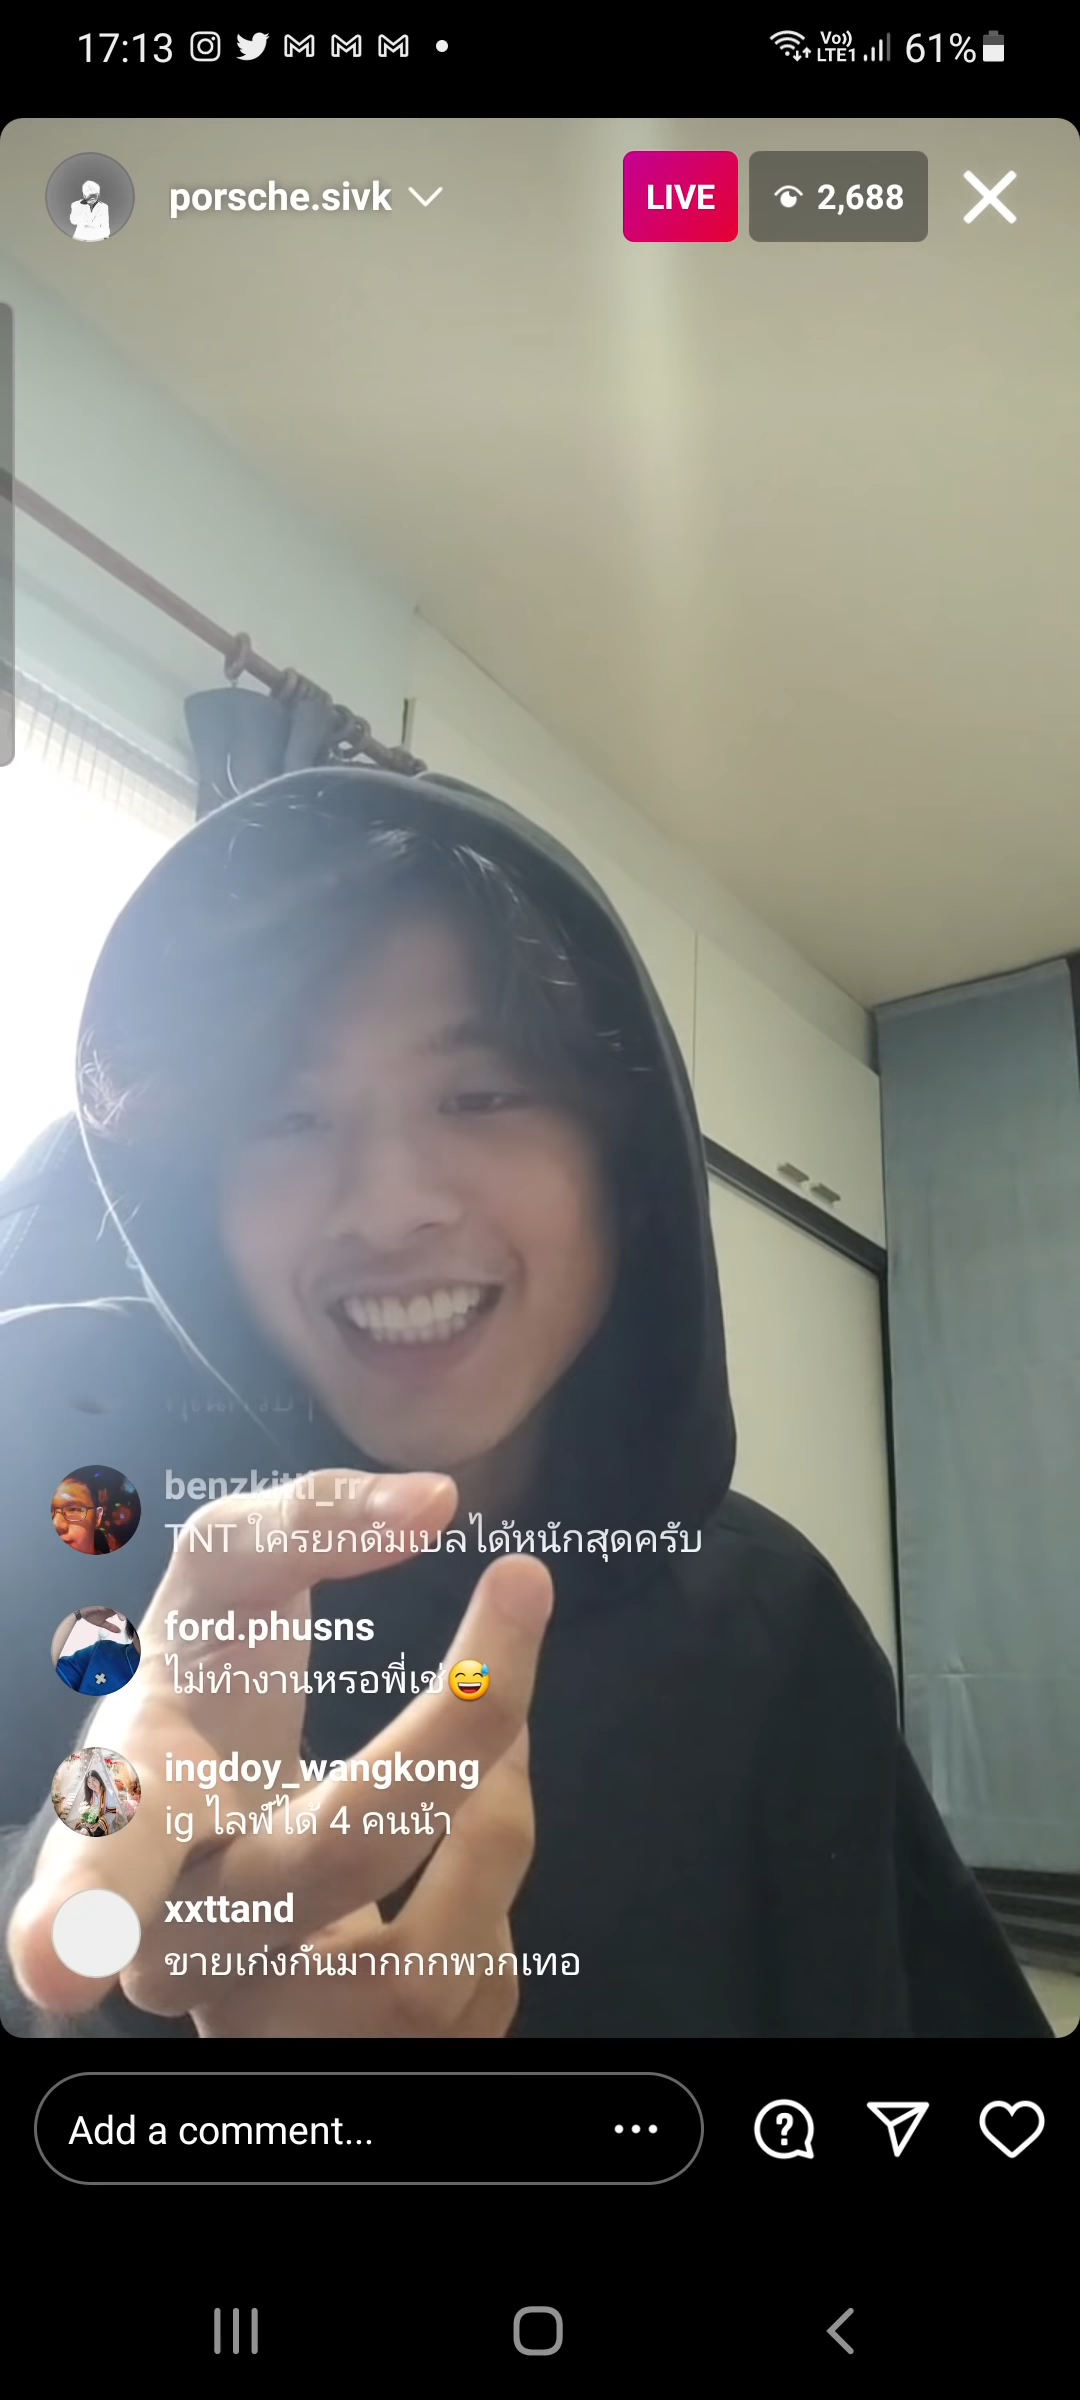 17:13
Vo)) LTE1
61%
porsche.sivk
LIVE
2,688
benzkitti_rr
TNT ใครยกดัมเบลได้หนักสุดครับ
ford.phusns
ไม่ทำงานหรอพี่เช่😅
ingdoy_wangkong
ig ไลฟ์ได้ 4 คนน้า
xxttand
ขายเก่งกันมากกกพวกเทอ
Add a comment...